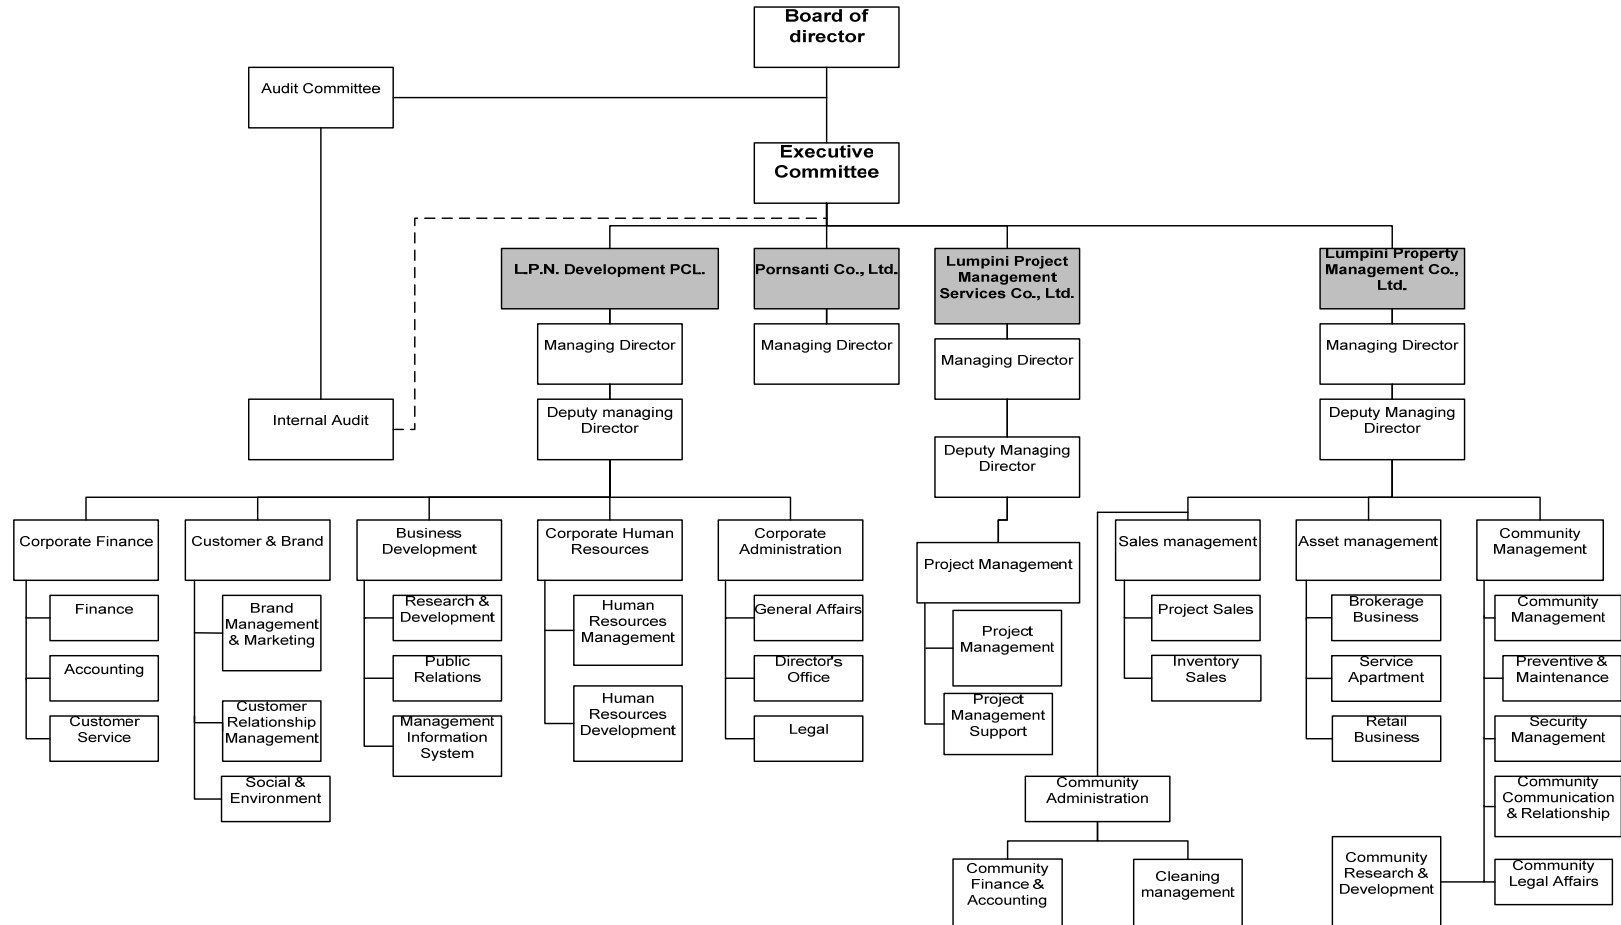 Board of
director
Audit Committee
Executive
Committee
L.P.N. Development PCL.
Pornsanti Co., Ltd.
Lumpini Project
Management
Services Co., Ltd.
Lumpini Property
Management Co.,
Ltd.
Managing Director
Managing Director
Managing Director
Managing Director
Internal Audit
Deputy managing
Director
Deputy Managing
Director
Deputy Managing
Director
Corporate Finance
Customer & Brand
Business
Development
Corporate Human
Resources
Corporate
Administration
Project Management
Sales management
Asset management
Community
Management
Finance
Accounting
Customer
Service
Brand
Management
& Marketing
Customer
Relationship
Management
Social &
Environment
Research &
Development
Public
Relations
Management
Information
System
Human
Resources
Management
Human
Resources
Development
General Affairs
Director's
Office
Legal
Project
Management
Project
Management
Support
Project Sales
Inventory
Sales
Brokerage
Business
Service
Apartment
Retail
Business
Community
Management
Preventive &
Maintenance
Security
Management
Community
Communication
& Relationship
Community
Legal Affairs
Community
Research &
Development
Community
Administration
Community
Finance &
Accounting
Cleaning
management